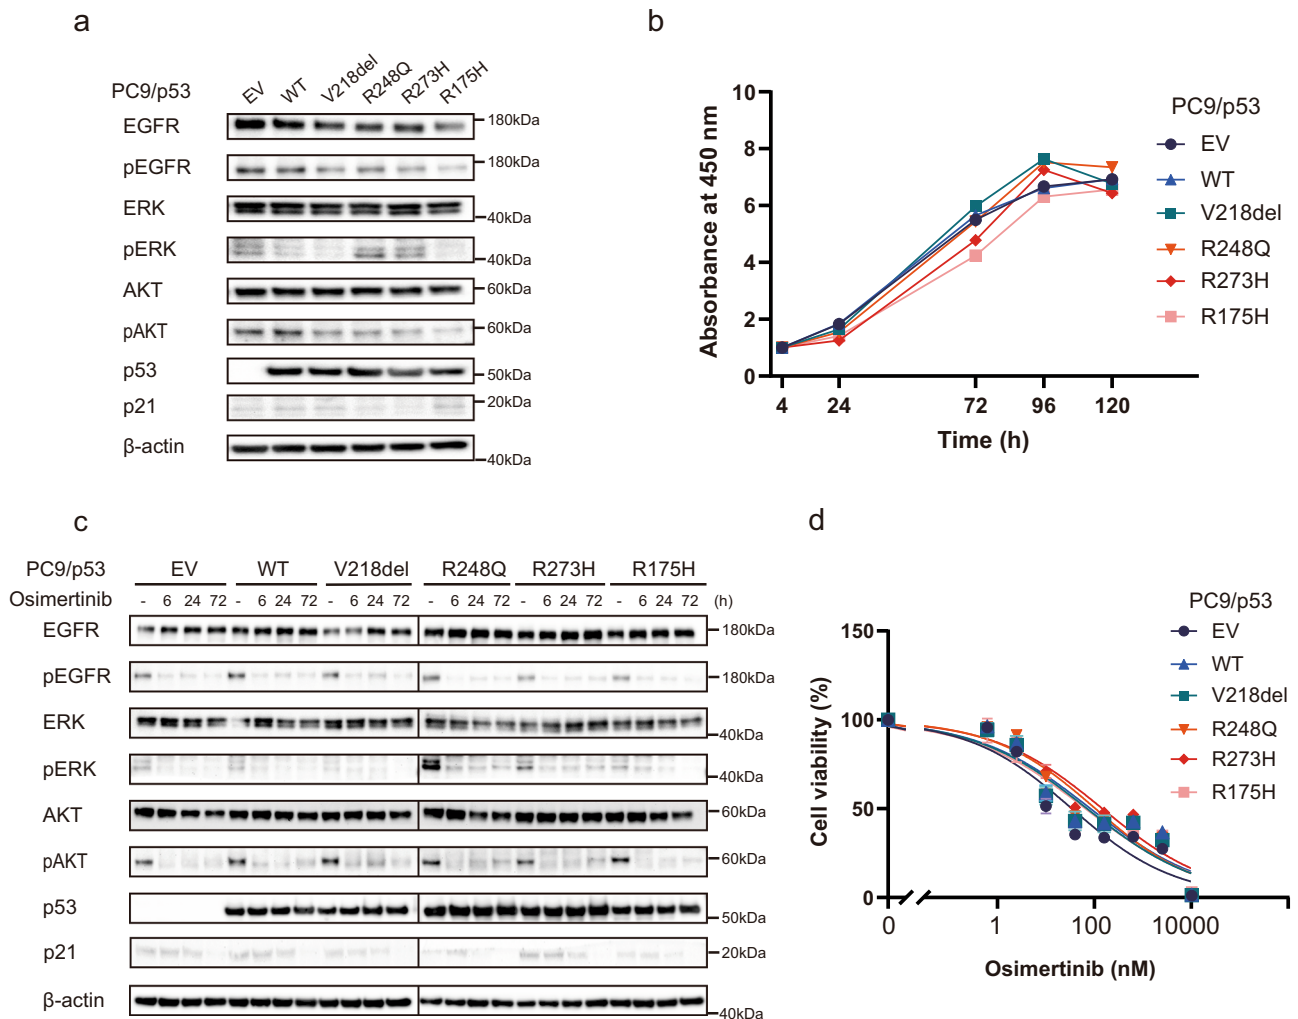 a
PC9/p53 EV WT V218del R248Q R273H R175H
EGFR 180kDa
pEGFR 180kDa
ERK 40kDa
pERK 40kDa
AKT 60kDa
pAKT 60kDa
p53 50kDa
p21 20kDa
β-actin 40kDa
b
Absorbance at 450 nm
10
8
6
4
2
0
4 24 72 96 120
Time (h)
PC9/p53
EV
WT
V218del
R248Q
R273H
R175H
c
PC9/p53 EV WT V218del R248Q R273H R175H
Osimertinib - 6 24 72 - 6 24 72 - 6 24 72 - 6 24 72 - 6 24 72 - 6 24 72 (h)
EGFR 180kDa
pEGFR 180kDa
ERK 40kDa
pERK 40kDa
AKT 60kDa
pAKT 60kDa
p53 50kDa
p21 20kDa
β-actin 40kDa
d
Cell viability (%)
150
100
50
0
0 1 100 10000
Osimertinib (nM)
PC9/p53
EV
WT
V218del
R248Q
R273H
R175H